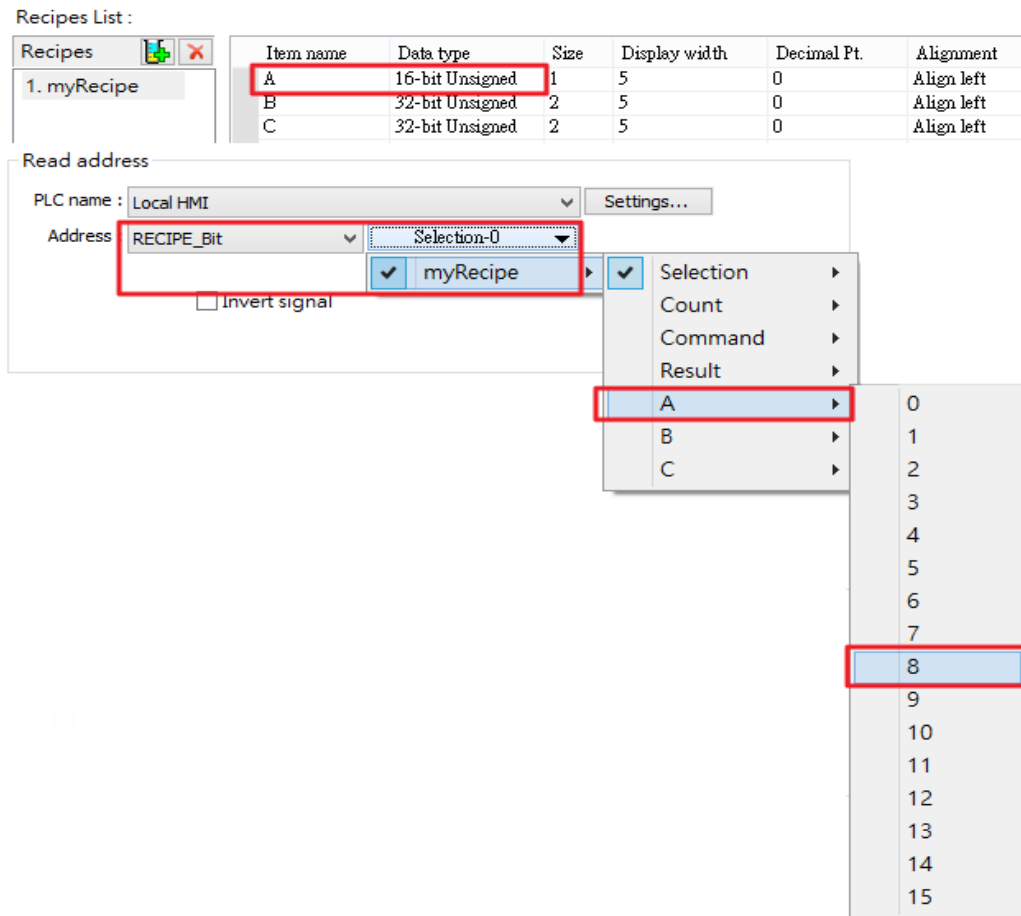 Recipes List :
Recipes
1. myRecipe
Item name Data type Size Display width Decimal Pt. Alignment
A 16-bit Unsigned 1 5 0 Align left
B 32-bit Unsigned 2 5 0 Align left
C 32-bit Unsigned 2 5 0 Align left
Read address
PLC name : Local HMI Settings...
Address : RECIPE_Bit Selection-0
myRecipe
Invert signal
Selection
Count
Command
Result
A
B
C
0
1
2
3
4
5
6
7
8
9
10
11
12
13
14
15